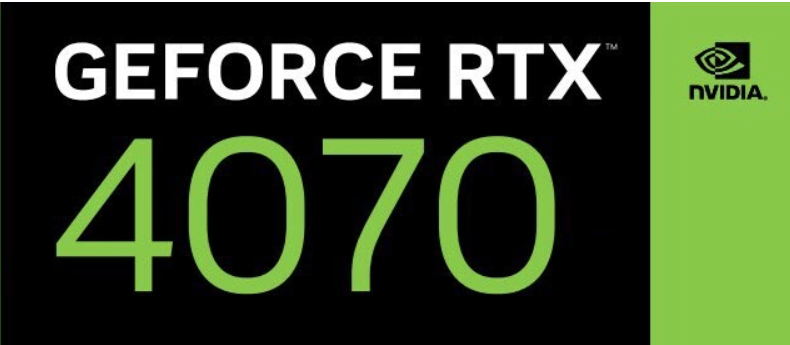 GEFORCE RTX™
4070
NVIDIA.